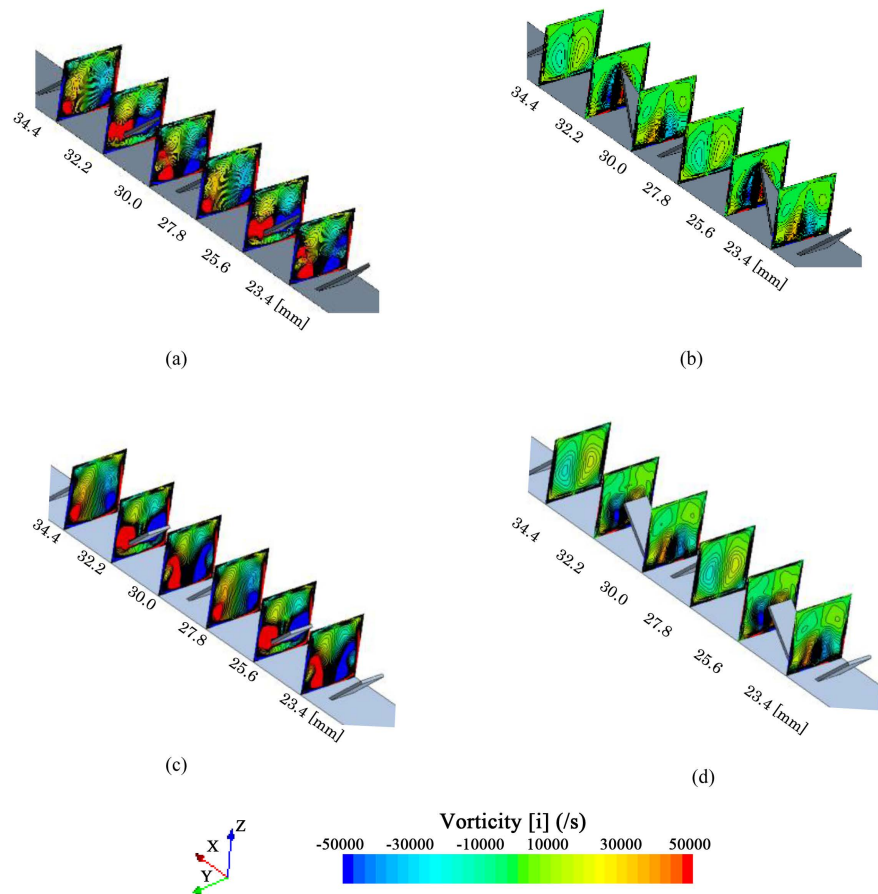 34.4
32.2
30.0
27.8
25.6
23.4 [mm]
(a)
34.4
32.2
30.0
27.8
25.6
23.4 [mm]
(b)
34.4
32.2
30.0
27.8
25.6
23.4 [mm]
(c)
34.4
32.2
30.0
27.8
25.6
23.4 [mm]
(d)
Z
X
Y
Vorticity [i] (/s)
-50000 -30000 -10000 10000 30000 50000